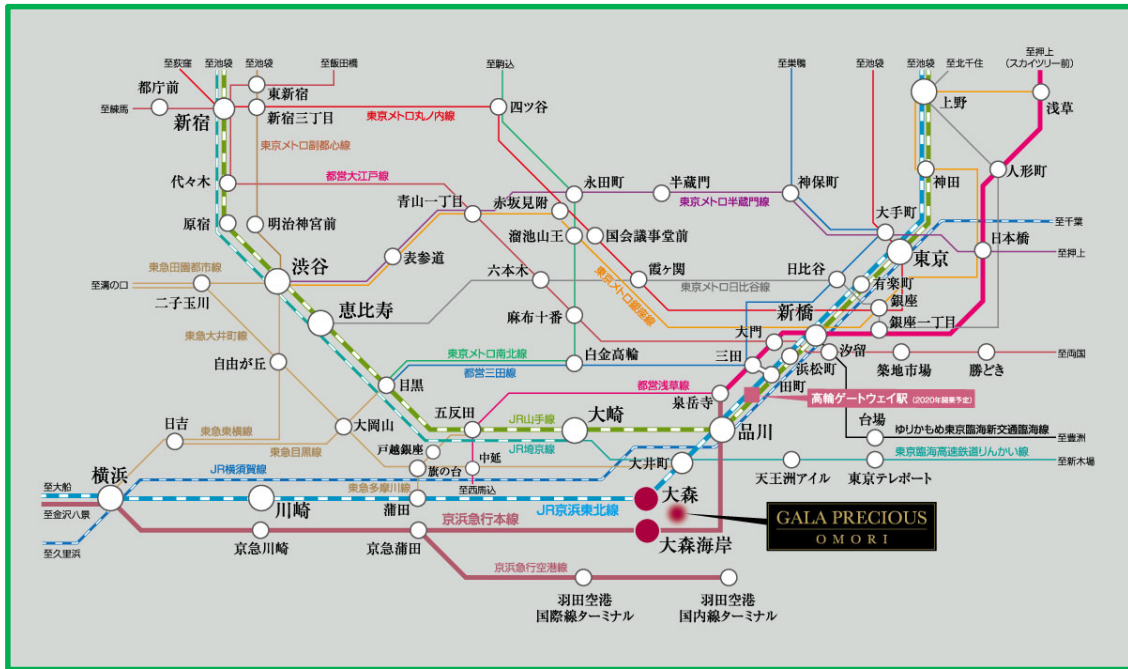 至荻窪
至池袋
至池袋
至飯田橋
至駒込
至巣鴨
至池袋
至池袋
至北千住
至押上
(スカイツリー前)
都庁前
東新宿
至練馬
新宿
新宿三丁目
東京メトロ丸ノ内線
四ツ谷
上野
浅草
東京メトロ副都心線
代々木
都営大江戸線
永田町
半蔵門
神保町
神田
人形町
青山一丁目
赤坂見附
東京メトロ半蔵門線
大手町
原宿
明治神宮前
溜池山王
国会議事堂前
至千葉
日本橋
至押上
東京
表参道
渋谷
東急田園都市線
至溝の口
二子玉川
六本木
霞ヶ関
東京メトロ日比谷線
日比谷
有楽町
東京メトロ銀座線
銀座
恵比寿
新橋
銀座一丁目
麻布十番
東急大井町線
大門
自由が丘
東京メトロ南北線
都営三田線
白金高輪
三田
浜松町
汐留
築地市場
勝どき
至両国
目黒
都営浅草線
泉岳寺
田町
高輪ゲートウェイ駅 (2020年開業予定)
五反田
JR山手線
大崎
品川
台場
ゆりかもめ東京臨海新交通臨海線
至豊洲
日吉
東急東横線
大岡山
東急目黒線
戸越銀座
JR埼京線
東京臨海高速鉄道りんかい線
至新木場
横浜
JR横須賀線
旗の台
中延
大井町
天王洲アイル
東京テレポート
至大船
東急多摩川線
至西馬込
至金沢八景
川崎
蒲田
JR京浜東北線
大森
京浜急行本線
至久里浜
京急川崎
京急蒲田
大森海岸
GALA PRECIOUS
OMORI
京浜急行空港線
羽田空港
国際線ターミナル
羽田空港
国内線ターミナル